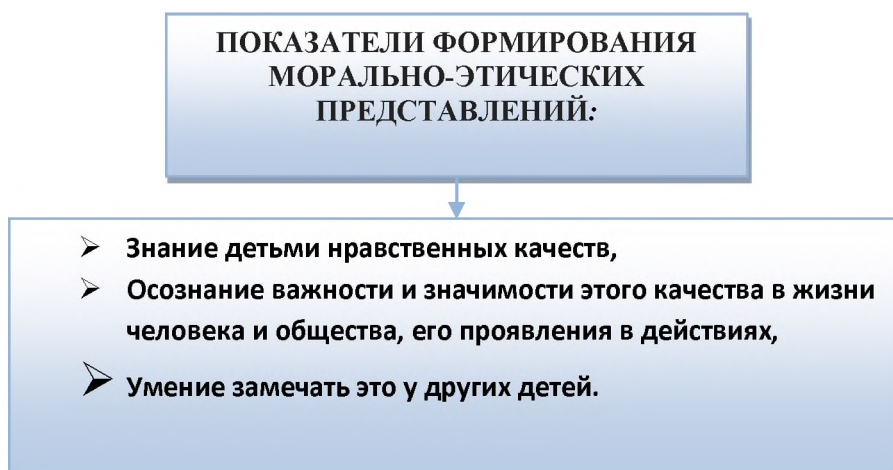 ПОКАЗАТЕЛИ ФОРМИРОВАНИЯ
МОРАЛЬНО-ЭТИЧЕСКИХ
ПРЕДСТАВЛЕНИЙ:
➢ Знание детьми нравственных качеств,
➢ Осознание важности и значимости этого качества в жизни
человека и общества, его проявления в действиях,
➢ Умение замечать это у других детей.